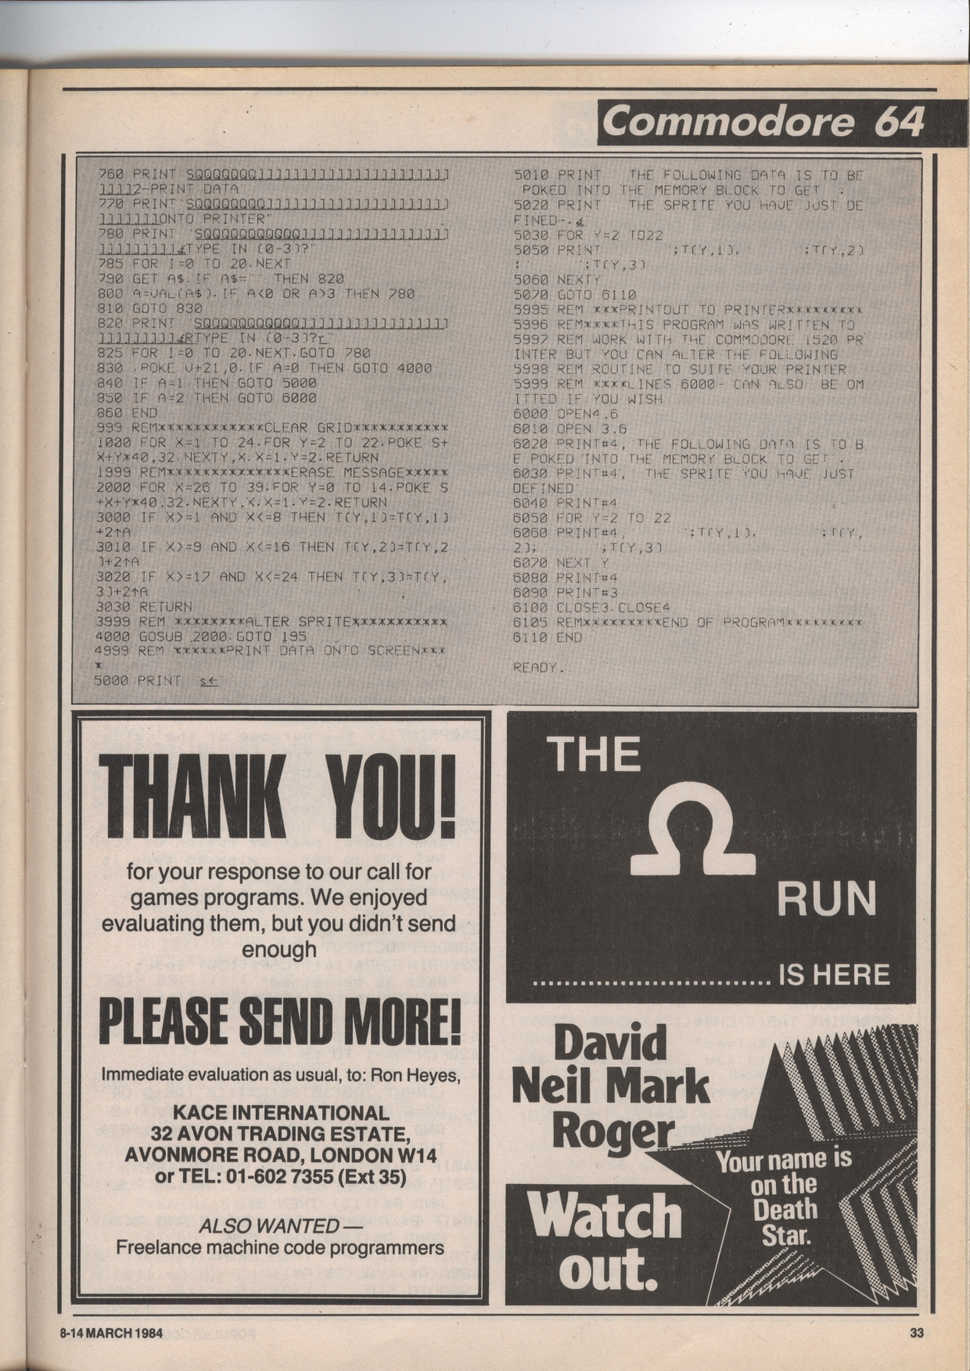 Commodore 64
760 PRINT SQQQQQQQQ]]]]]]]]]]]]]]]]]]]]]]]
]]]]]2-PRINT DATA
770 PRINT"SQQQQQQQQ]]]]]]]]]]]]]]]]]]]]]]
]]]]]]]]ONTO PRINTER"
780 PRINT "SQQQQQQQQQQQQ]]]]]]]]]]]]]]]]]]
]]]]]]]]]]]TYPE IN (0-3)?"
785 FOR I=0 TO 20.NEXT
790 GET A$.IF A$="" THEN 820
800 A=VAL(A$).IF A<0 OR A>3 THEN 780
810 GOTO 830
820 PRINT "SQQQQQQQQQQQQ]]]]]]]]]]]]]]]]]]
]]]]]]]]]]]RTYPE IN (0-3)?
825 FOR I=0 TO 20.NEXT.GOTO 780
830 .POKE V+21,0.IF A=0 THEN GOTO 4000
840 IF A=1 THEN GOTO 5000
850 IF A=2 THEN GOTO 6000
860 END
999 REM************CLEAR GRID***********
1000 FOR X=1 TO 24.FOR Y=2 TO 22.POKE S+
X+Y*40,32.NEXTY,X.X=1.Y=2.RETURN
1999 REM**************ERASE MESSAGE*****
2000 FOR X=26 TO 39.FOR Y=0 TO 14.POKE S
+X+Y*40,32.NEXTY,X.X=1.Y=2.RETURN
3000 IF X>=1 AND X<=8 THEN T(Y,1)=T(Y,1)
+2↑A
3010 IF X>=9 AND X<=16 THEN T(Y,2)=T(Y,2
)+2↑A
3020 IF X>=17 AND X<=24 THEN T(Y,3)=T(Y,
3)+2↑A
3030 RETURN
3999 REM ********ALTER SPRITE***********
4000 GOSUB 2000.GOTO 195
4999 REM ******PRINT DATA ONTO SCREEN***
*
5000 PRINT s←
5010 PRINT THE FOLLOWING DATA IS TO BE
POKED INTO THE MEMORY BLOCK TO GET
5020 PRINT THE SPRITE YOU HAVE JUST DE
FINED-.
5030 FOR Y=2 TO22
5050 PRINT ";T(Y,1). ;T(Y,2)
; ";T(Y,3)
5060 NEXTY
5070 GOTO 6110
5995 REM ***PRINTOUT TO PRINTER*********
5996 REM****THIS PROGRAM WAS WRITTEN TO
5997 REM WORK WITH THE COMMODORE 1520 PR
INTER BUT YOU CAN ALTER THE FOLLOWING
5998 REM ROUTINE TO SUITE YOUR PRINTER
5999 REM ****LINES 6000- CAN ALSO BE OM
ITTED IF YOU WISH
6000 OPEN4,6
6010 OPEN 3.6
6020 PRINT#4, THE FOLLOWING DATA IS TO B
E POKED INTO THE MEMORY BLOCK TO GET
6030 PRINT#4, THE SPRITE YOU HAVE JUST
DEFINED
6040 PRINT#4
6050 FOR Y=2 TO 22
6060 PRINT#4, ";T(Y,1). ;T(Y,
2); ";T(Y,3)
6070 NEXT Y
6080 PRINT#4
6090 PRINT#3
6100 CLOSE3.CLOSE4
6105 REM*********END OF PROGRAM*********
6110 END
READY.
THANK YOU!
for your response to our call for
games programs. We enjoyed
evaluating them, but you didn't send
enough
PLEASE SEND MORE!
Immediate evaluation as usual, to: Ron Heyes,
KACE INTERNATIONAL
32 AVON TRADING ESTATE,
AVONMORE ROAD, LONDON W14
or TEL: 01-602 7355 (Ext 35)
ALSO WANTED —
Freelance machine code programmers
THE
Ω
RUN
.............................. IS HERE
David
Neil Mark
Roger
Watch
out.
Your name is
on the
Death
Star.
8-14 MARCH 1984
33